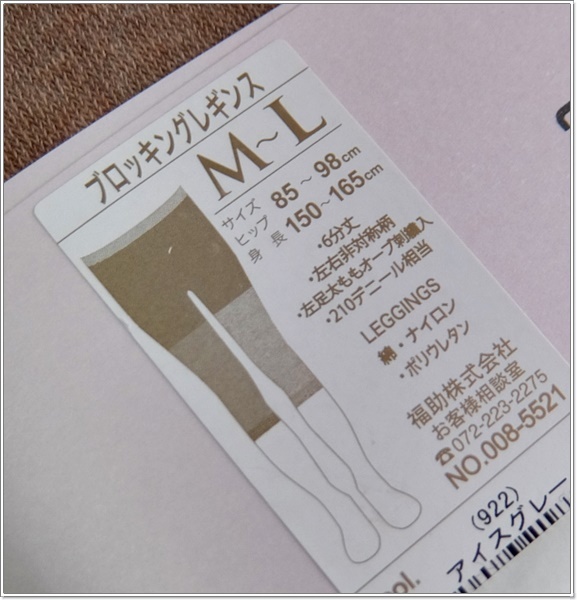 ブロッキングレギンス
M～L
サイズ
ヒップ 85～98cm
身長 150～165cm
・6分丈
・左右非対称柄
・左足太ももオーブ刺繍入
・210デニール相当
LEGGINGS
綿・ナイロン
・ポリウレタン
福助株式会社
お客様相談室
☎072-223-2275
NO.008-5521
(922)
アイスグレー
ol.